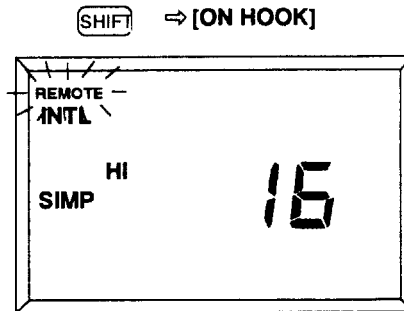 SHIFT ⇨ [ON HOOK]
REMOTE
INTL
HI
SIMP 16